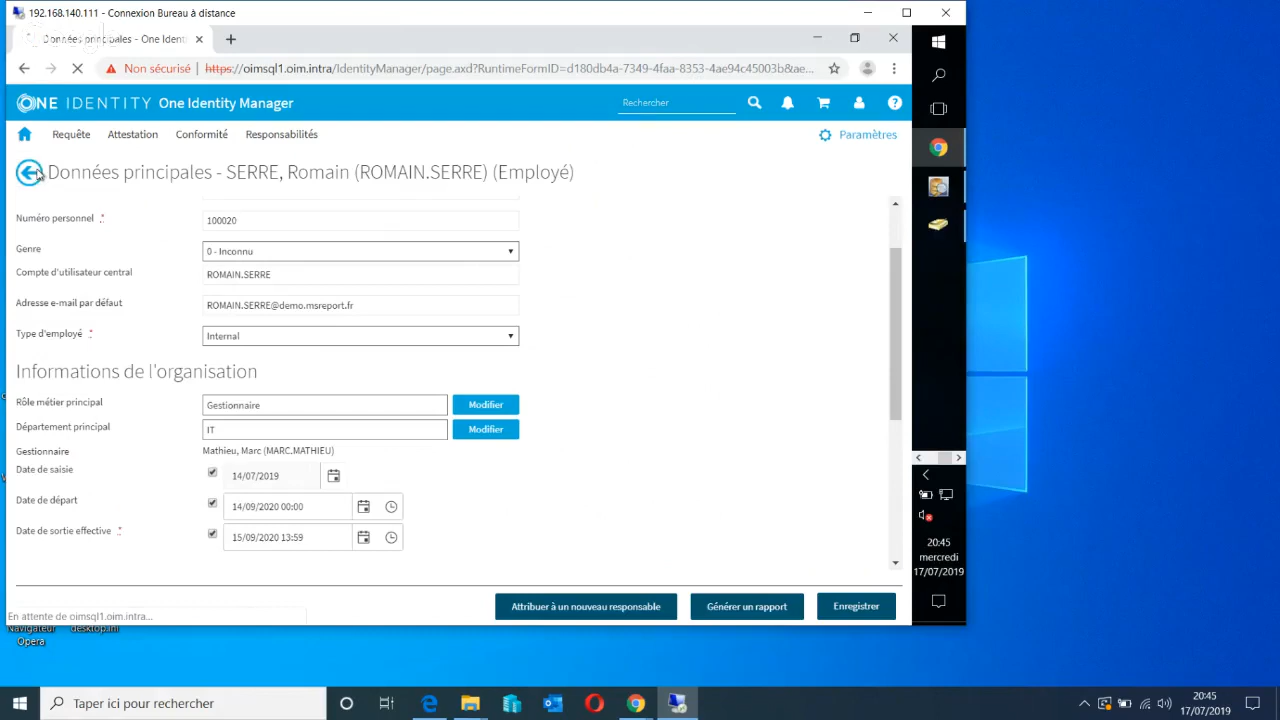 192.168.140.111 - Connexion Bureau à distance
Données principales - One Identi
Non sécurisé | https://oimsql1.oim.intra/IdentityManager/page.axd?RuntimeFormID=d180db4a-7349-4faa-8353-4ae94c45003b&ae...
ONE IDENTITY One Identity Manager
Rechercher
Requête Attestation Conformité Responsabilités
Paramètres
Données principales - SERRE, Romain (ROMAIN.SERRE) (Employé)
Numéro personnel * 100020
Genre 0 - Inconnu
Compte d'utilisateur central ROMAIN.SERRE
Adresse e-mail par défaut ROMAIN.SERRE@demo.msreport.fr
Type d'employé * Internal
Informations de l'organisation
Rôle métier principal Gestionnaire Modifier
Département principal IT Modifier
Gestionnaire Mathieu, Marc (MARC.MATHIEU)
Date de saisie 14/07/2019
Date de départ 14/09/2020 00:00
Date de sortie effective * 15/09/2020 13:59
Attribuer à un nouveau responsable Générer un rapport Enregistrer
En attente de oimsql1.oim.intra...
20:45
mercredi
17/07/2019
Navigateur
Opera
desktop.ini
Taper ici pour rechercher
20:45
17/07/2019